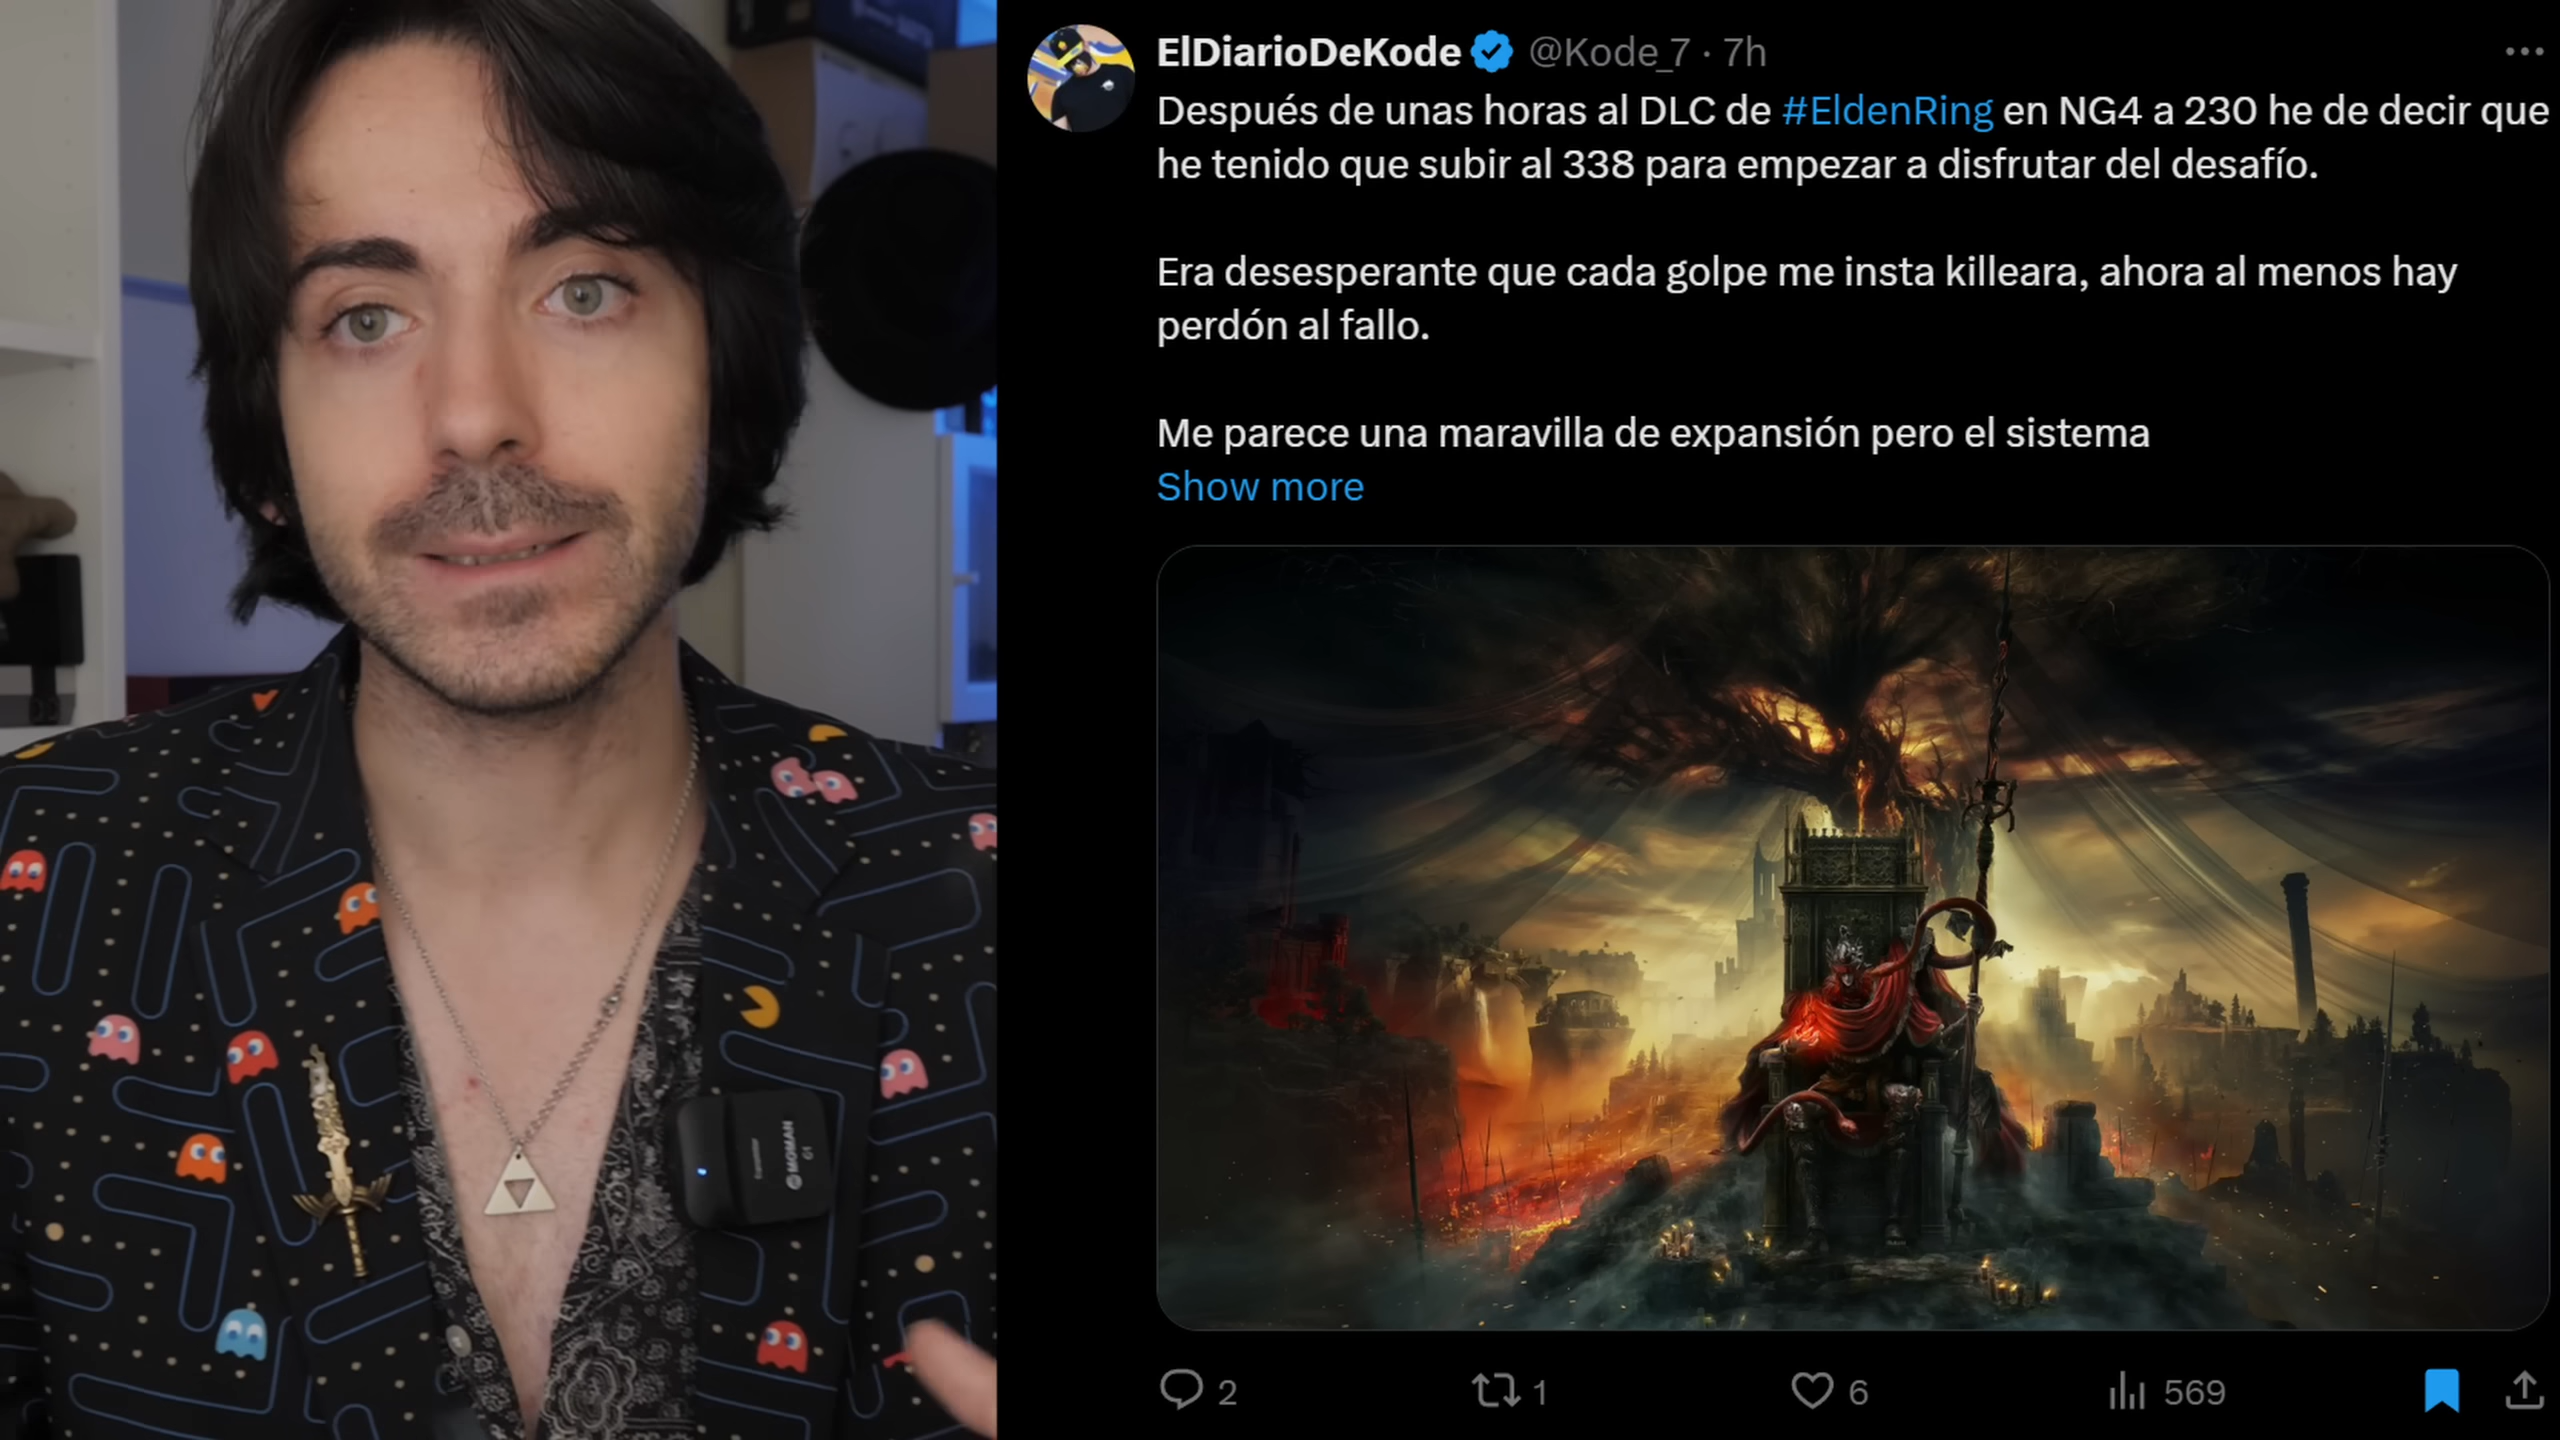 ElDiarioDeKode @Kode_7 · 7h
Después de unas horas al DLC de #EldenRing en NG4 a 230 he de decir que
he tenido que subir al 338 para empezar a disfrutar del desafío.
Era desesperante que cada golpe me insta killeara, ahora al menos hay
perdón al fallo.
Me parece una maravilla de expansión pero el sistema
Show more
2 1 6 569
MOMAN